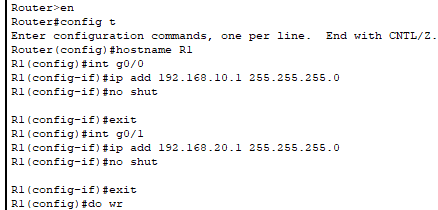 Router>en
Router#config t
Enter configuration commands, one per line.  End with CNTL/Z.
Router(config)#hostname R1
R1(config)#int g0/0
R1(config-if)#ip add 192.168.10.1 255.255.255.0
R1(config-if)#no shut
R1(config-if)#exit
R1(config)#int g0/1
R1(config-if)#ip add 192.168.20.1 255.255.255.0
R1(config-if)#no shut
R1(config-if)#exit
R1(config)#do wr